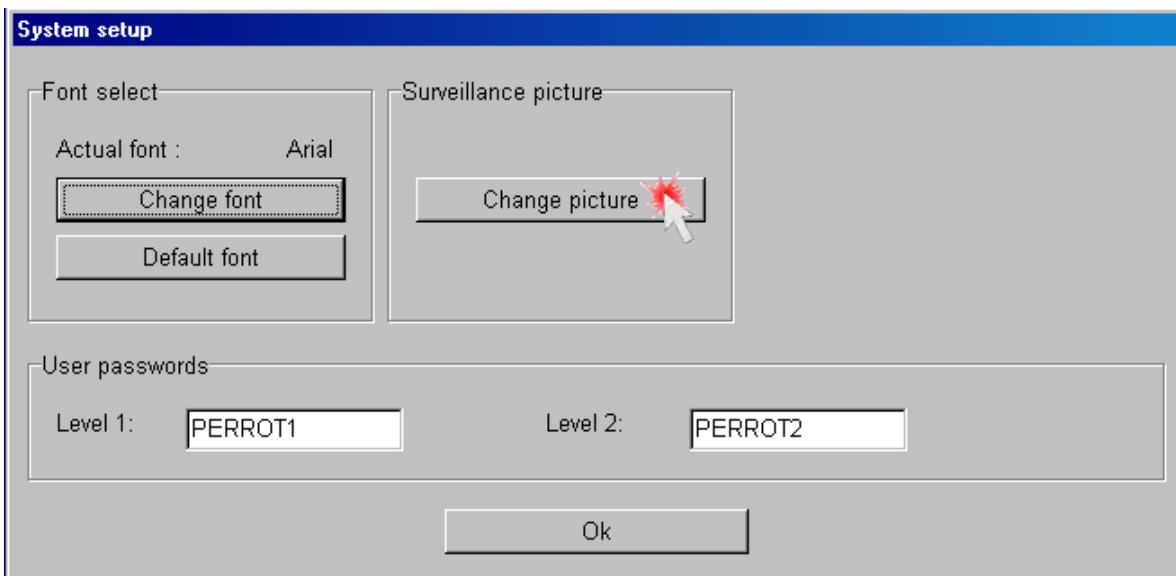 System setup
Font select
Actual font : Arial
Change font
Default font
Surveillance picture
Change picture
User passwords
Level 1: PERROT1
Level 2: PERROT2
Ok